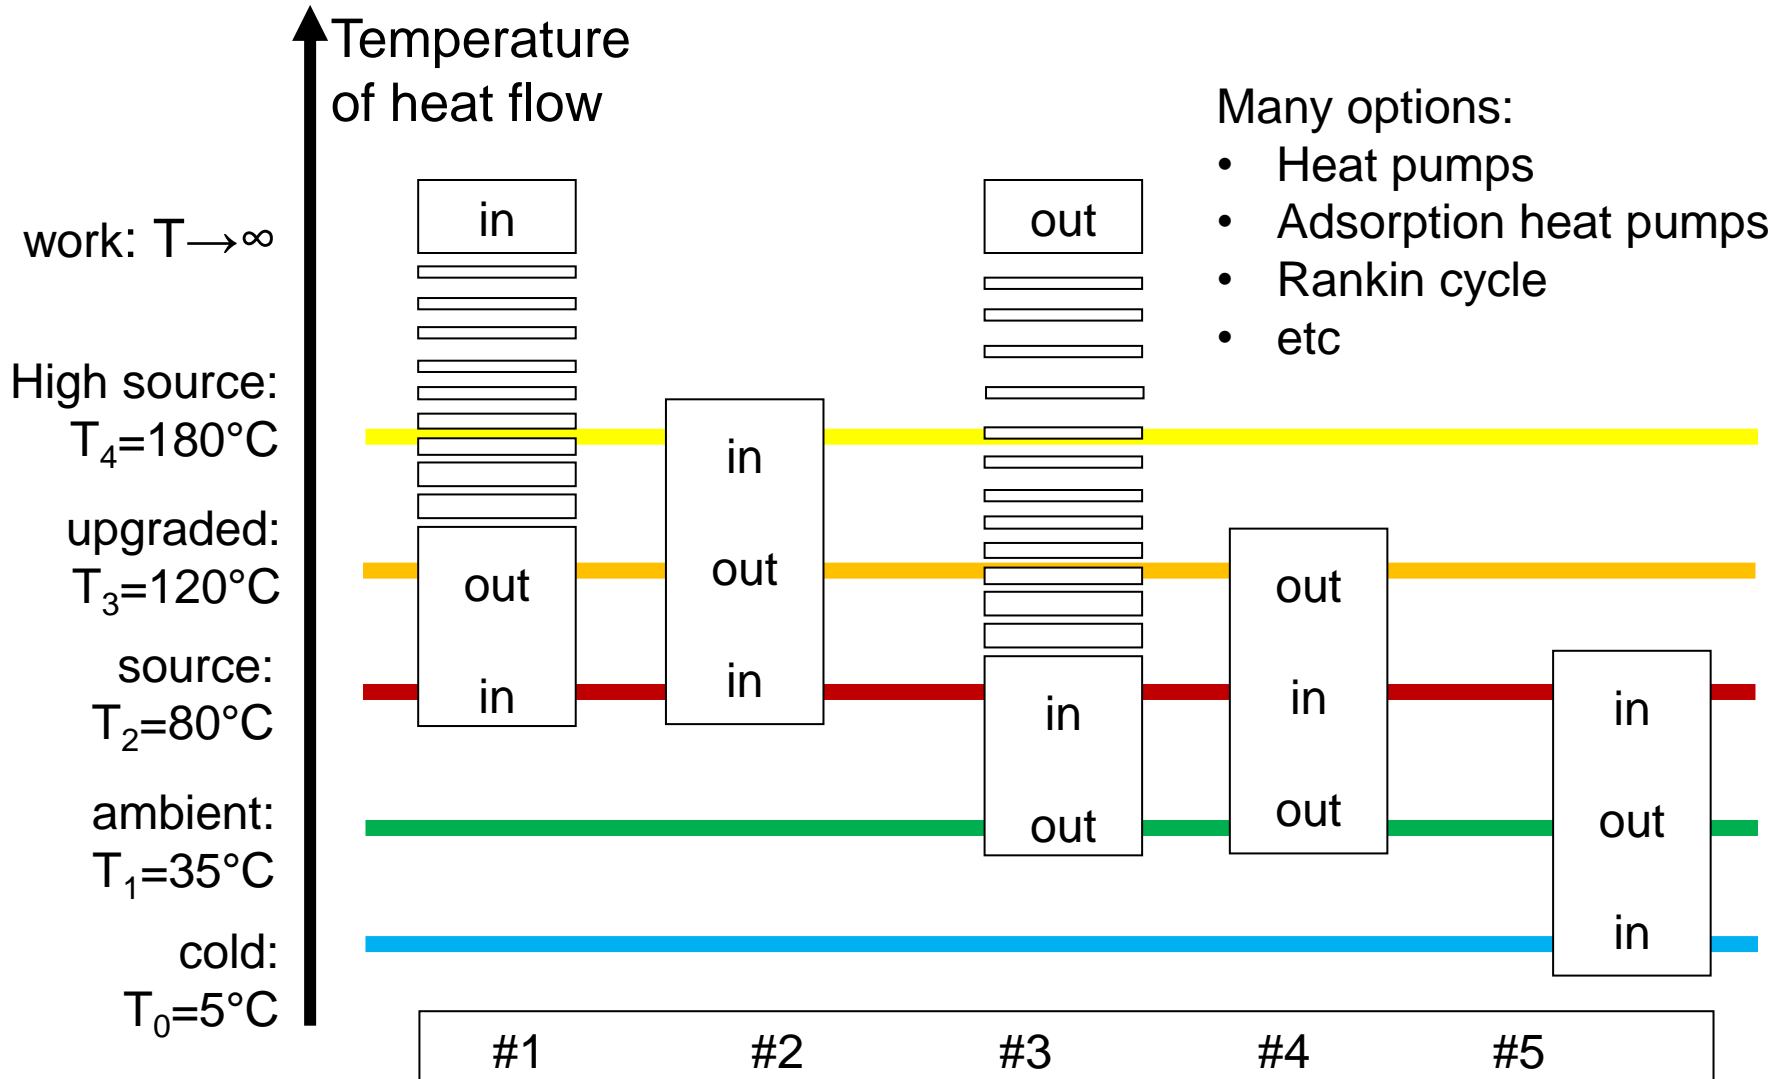 Temperature
of heat flow
Many options:
• Heat pumps
• Adsorption heat pumps
• Rankin cycle
• etc
work: T→∞
High source:
T₄=180°C
upgraded:
T₃=120°C
source:
T₂=80°C
ambient:
T₁=35°C
cold:
T₀=5°C
in
out
in
in
out
in
out
in
out
out
in
out
in
out
in
#1 #2 #3 #4 #5